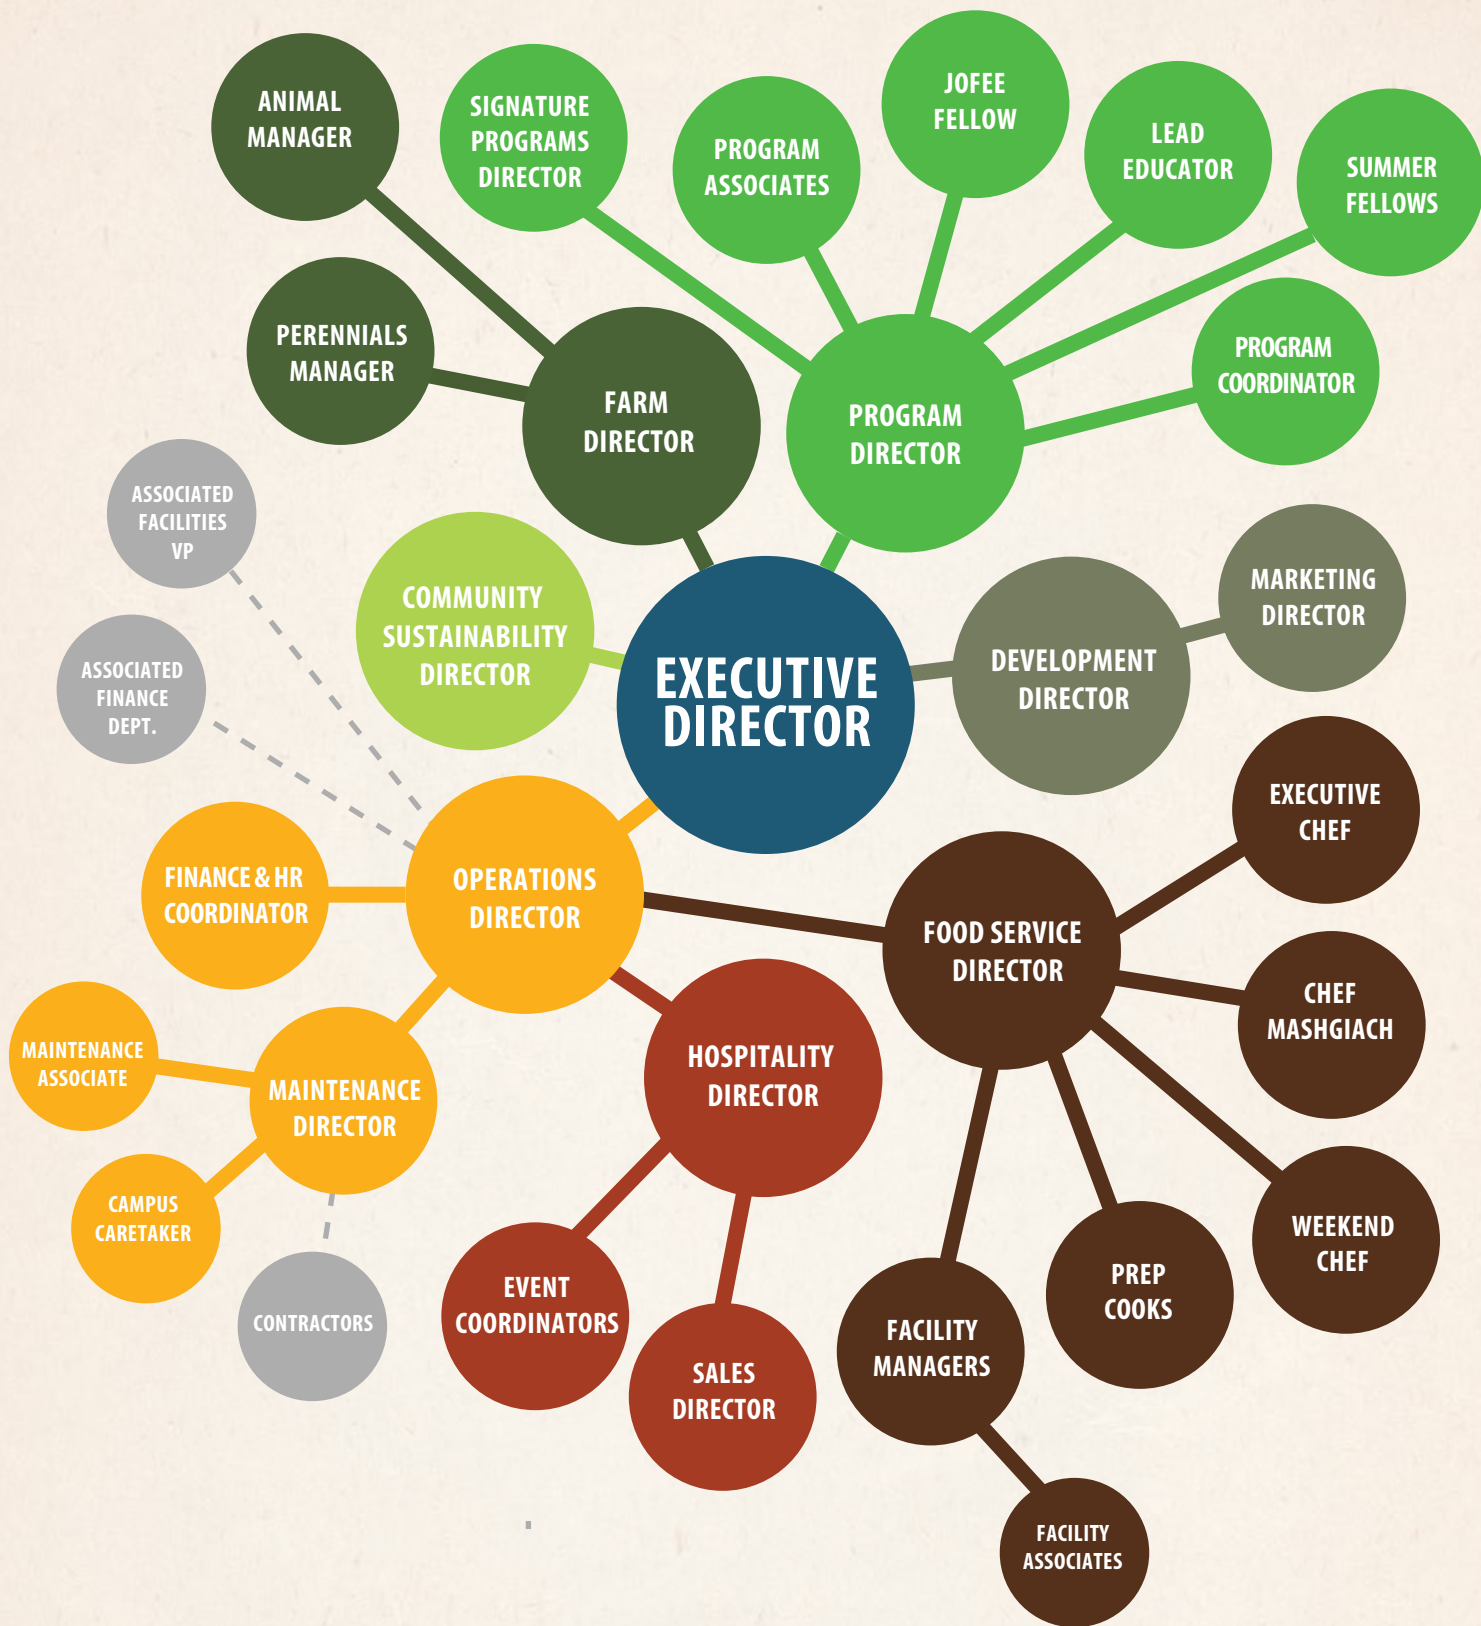 JOFEE
FELLOW
ANIMAL
MANAGER
SIGNATURE
PROGRAMS
DIRECTOR
PROGRAM
ASSOCIATES
LEAD
EDUCATOR
SUMMER
FELLOWS
PERENNIALS
MANAGER
FARM
DIRECTOR
PROGRAM
DIRECTOR
PROGRAM
COORDINATOR
ASSOCIATED
FACILITIES
VP
COMMUNITY
SUSTAINABILITY
DIRECTOR
MARKETING
DIRECTOR
ASSOCIATED
FINANCE
DEPT.
EXECUTIVE
DIRECTOR
DEVELOPMENT
DIRECTOR
EXECUTIVE
CHEF
FINANCE & HR
COORDINATOR
OPERATIONS
DIRECTOR
FOOD SERVICE
DIRECTOR
CHEF
MASHGIACH
MAINTENANCE
ASSOCIATE
MAINTENANCE
DIRECTOR
HOSPITALITY
DIRECTOR
CAMPUS
CARETAKER
WEEKEND
CHEF
CONTRACTORS
EVENT
COORDINATORS
PREP
COOKS
FACILITY
MANAGERS
SALES
DIRECTOR
FACILITY
ASSOCIATES